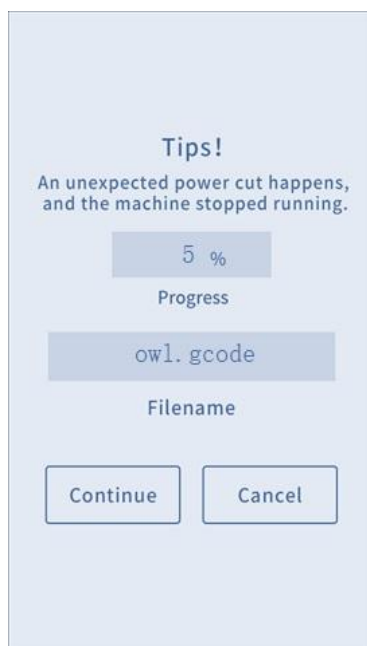 Tips!
An unexpected power cut happens,
and the machine stopped running.
5 %
Progress
owl.gcode
Filename
Continue
Cancel